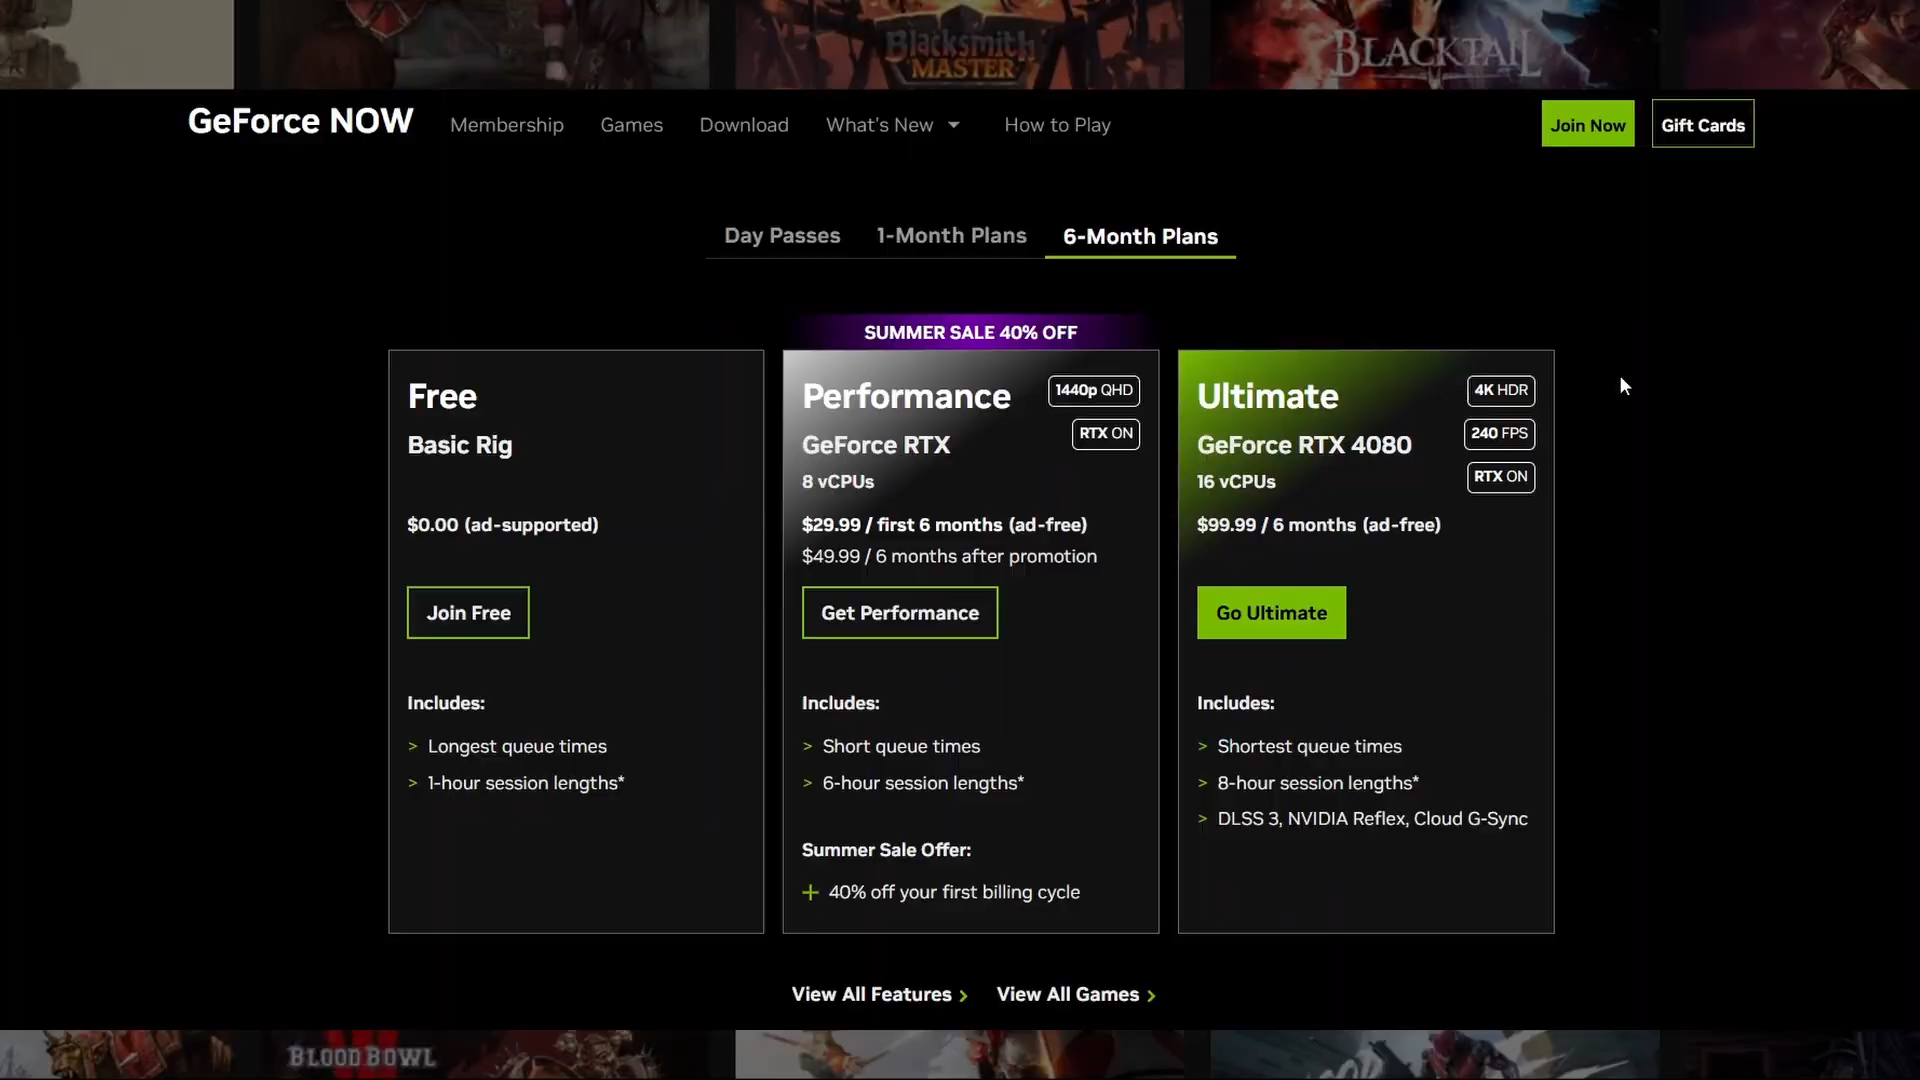 Blacksmith
MASTER
BLACKTAIL
GeForce NOW
Membership
Games
Download
What's New
How to Play
Join Now
Gift Cards
Day Passes
1-Month Plans
6-Month Plans
SUMMER SALE 40% OFF
Free
Basic Rig
$0.00 (ad-supported)
Join Free
Includes:
> Longest queue times
> 1-hour session lengths*
Performance
1440p QHD
RTX ON
GeForce RTX
8 vCPUs
$29.99 / first 6 months (ad-free)
$49.99 / 6 months after promotion
Get Performance
Includes:
> Short queue times
> 6-hour session lengths*
Summer Sale Offer:
+ 40% off your first billing cycle
Ultimate
4K HDR
240 FPS
RTX ON
GeForce RTX 4080
16 vCPUs
$99.99 / 6 months (ad-free)
Go Ultimate
Includes:
> Shortest queue times
> 8-hour session lengths*
> DLSS 3, NVIDIA Reflex, Cloud G-Sync
View All Features >
View All Games >
BLOOD BOWL